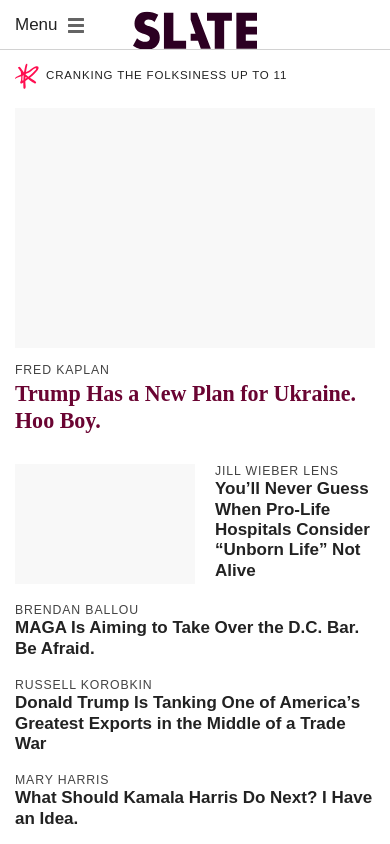 Menu
SLATE
CRANKING THE FOLKSINESS UP TO 11
FRED KAPLAN
Trump Has a New Plan for Ukraine.
Hoo Boy.
JILL WIEBER LENS
You’ll Never Guess
When Pro-Life
Hospitals Consider
“Unborn Life” Not
Alive
BRENDAN BALLOU
MAGA Is Aiming to Take Over the D.C. Bar.
Be Afraid.
RUSSELL KOROBKIN
Donald Trump Is Tanking One of America’s
Greatest Exports in the Middle of a Trade
War
MARY HARRIS
What Should Kamala Harris Do Next? I Have
an Idea.